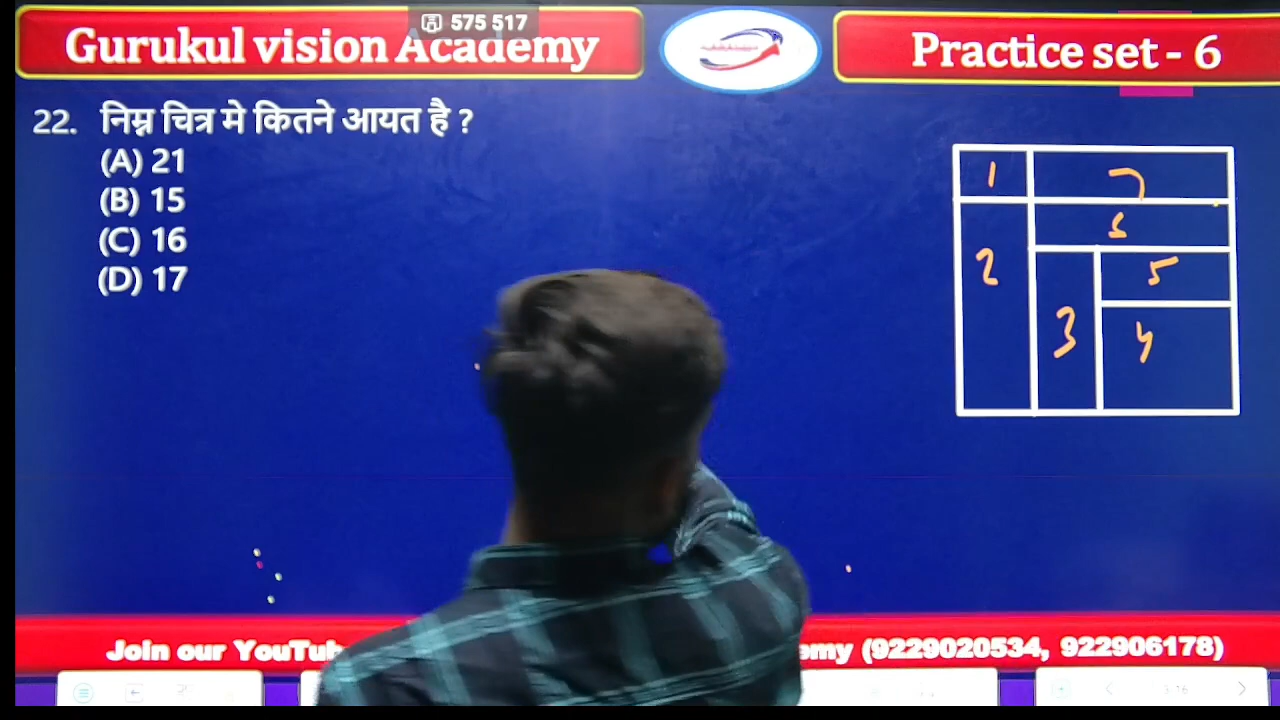 575 517
Gurukul vision Academy
Practice set - 6
22. निम्न चित्र मे कितने आयत है ?
(A) 21
(B) 15
(C) 16
(D) 17
1 7
6
2 5
3 4
Join our YouTub
emy (9229020534, 922906178)